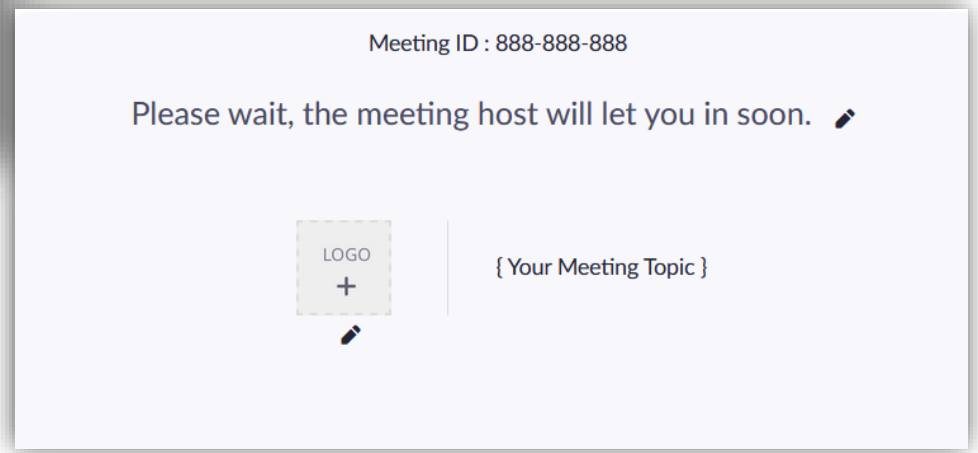 Meeting ID : 888-888-888
Please wait, the meeting host will let you in soon.
LOGO
+
{ Your Meeting Topic }